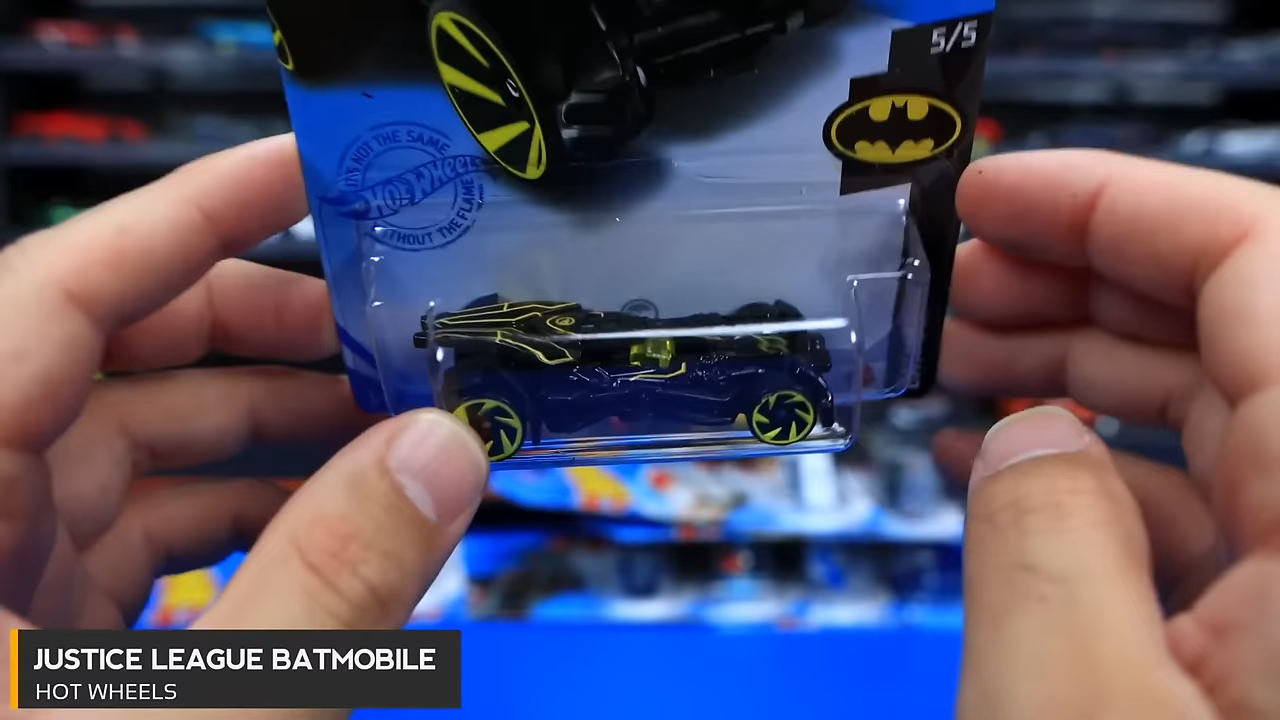 5/5
IT'S NOT THE SAME
Hot Wheels
WITHOUT THE FLAME
JUSTICE LEAGUE BATMOBILE
HOT WHEELS